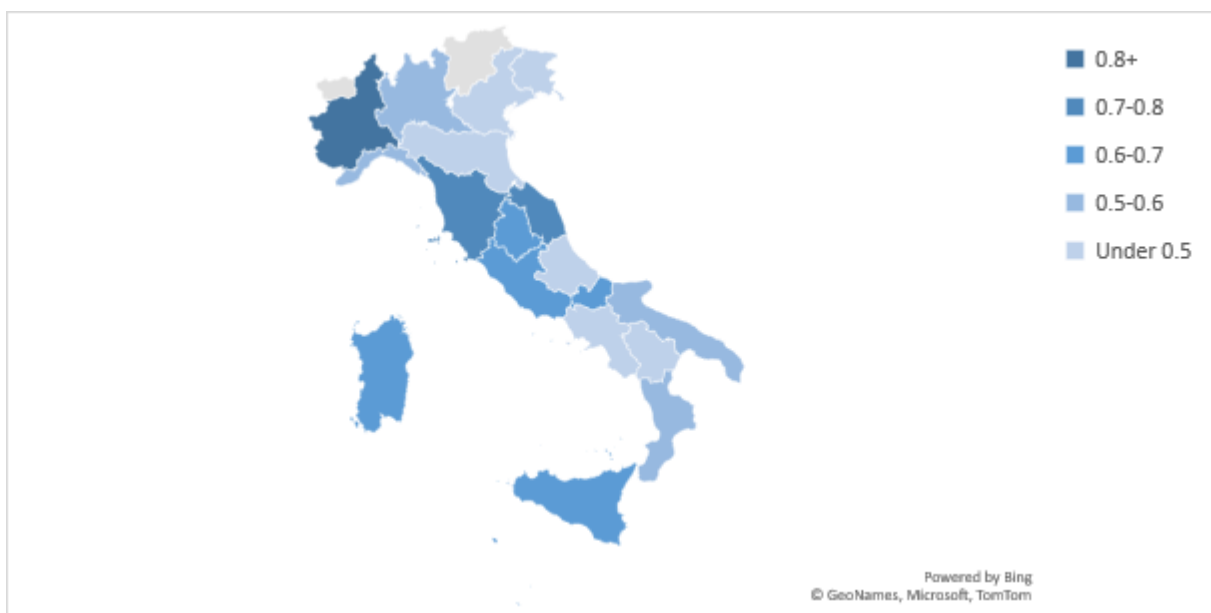 0.8+
0.7-0.8
0.6-0.7
0.5-0.6
Under 0.5
Powered by Bing
© GeoNames, Microsoft, TomTom